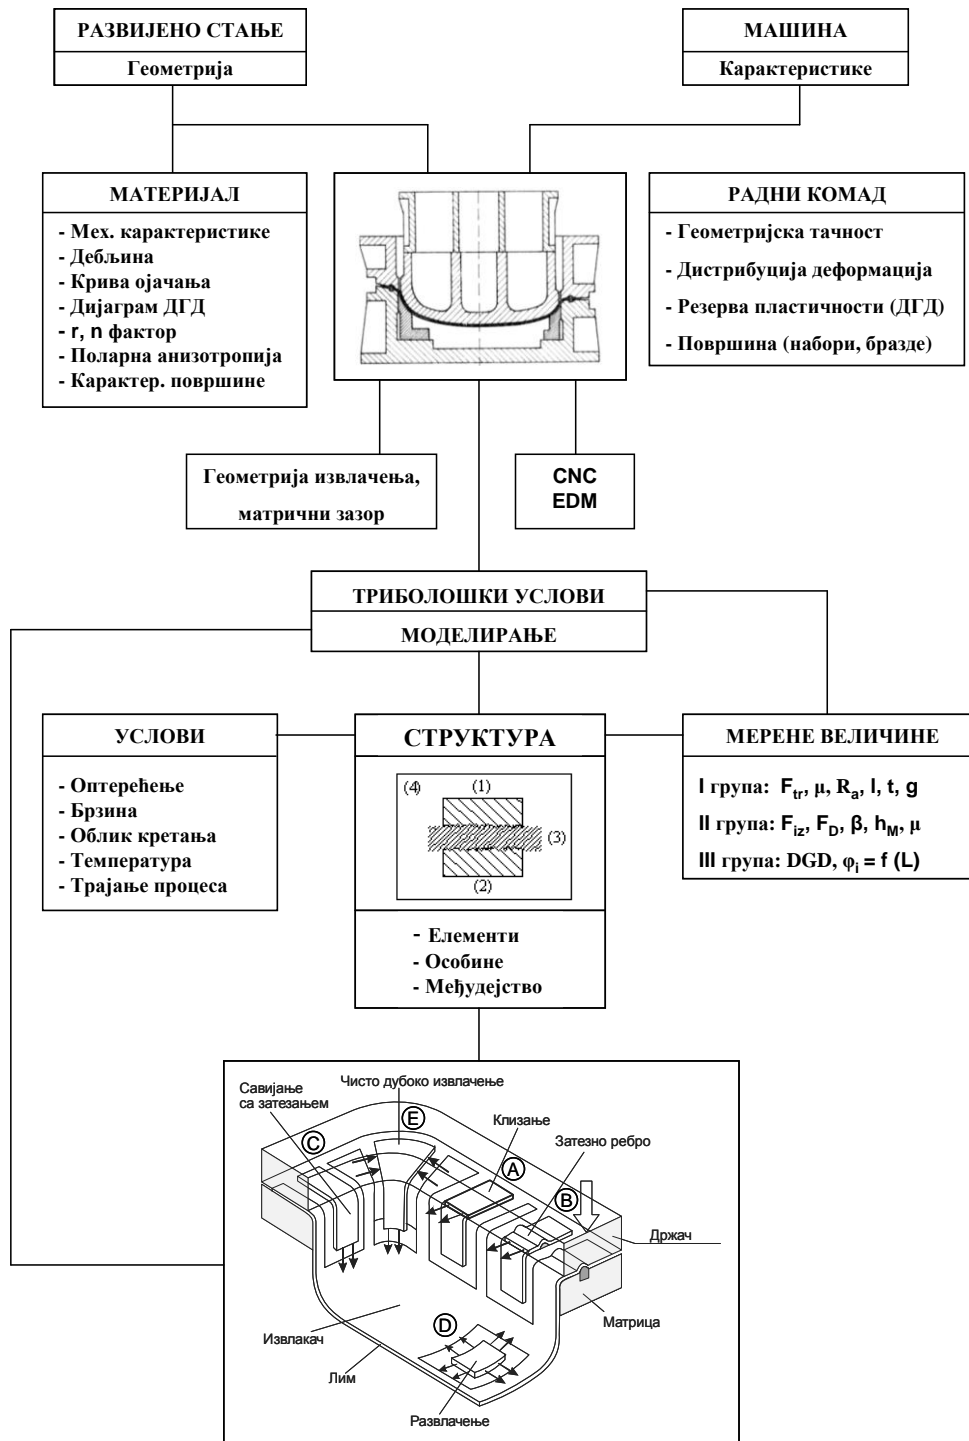 РАЗВИЈЕНО СТАЊЕ
Геометрија
МАШИНА
Карактеристике
МАТЕРИЈАЛ
- Мех. карактеристике
- Дебљина
- Крива ојачања
- Дијаграм ДГД
- r, n фактор
- Поларна анизотропија
- Карактер. површине
РАДНИ КОМАД
- Геометријска тачност
- Дистрибуција деформација
- Резерва пластичности (ДГД)
- Површина (набори, бразде)
Геометрија извлачења,
матрични зазор
CNC
EDM
ТРИБОЛОШКИ УСЛОВИ
МОДЕЛИРАЊЕ
УСЛОВИ
- Оптерећење
- Брзина
- Облик кретања
- Температура
- Трајање процеса
СТРУКТУРА
(4)
(1)
(3)
(2)
- Елементи
- Особине
- Међудејство
МЕРЕНЕ ВЕЛИЧИНЕ
I група: Ftr, μ, Ra, l, t, g
II група: Fiz, FD, β, hM, μ
III група: DGD, φi = f (L)
Чисто дубоко извлачење
Савијање
са затезањем
E
C
Клизање
A
Затезно ребро
B
Држач
Матрица
D
Извлакач
Лим
Развлачење